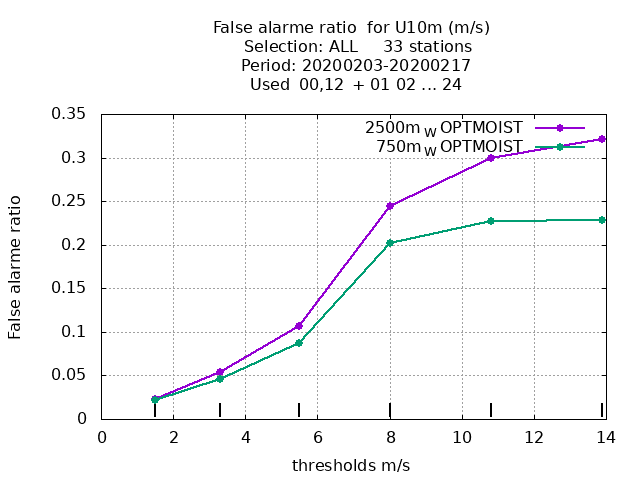 False alarme ratio  for U10m (m/s)
Selection: ALL     33 stations
Period: 20200203-20200217
Used  00,12  + 01 02 ... 24
0.35
2500m W OPTMOIST
750m W OPTMOIST
0.3
0.25
0.2
0.15
0.1
0.05
0
False alarme ratio
0 2 4 6 8 10 12 14
thresholds m/s